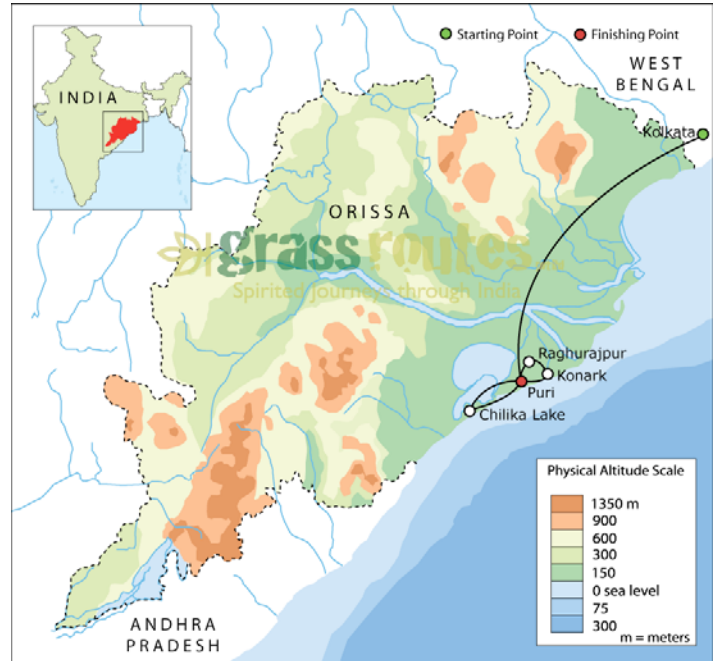 Starting Point
Finishing Point
INDIA
WEST
BENGAL
Kolkata
ORISSA
grass routes
Spirited journeys through India
Raghurajpur
Konark
Puri
Chilika Lake
Physical Altitude Scale
1350 m
900
600
300
150
0 sea level
75
300
m = meters
ANDHRA
PRADESH